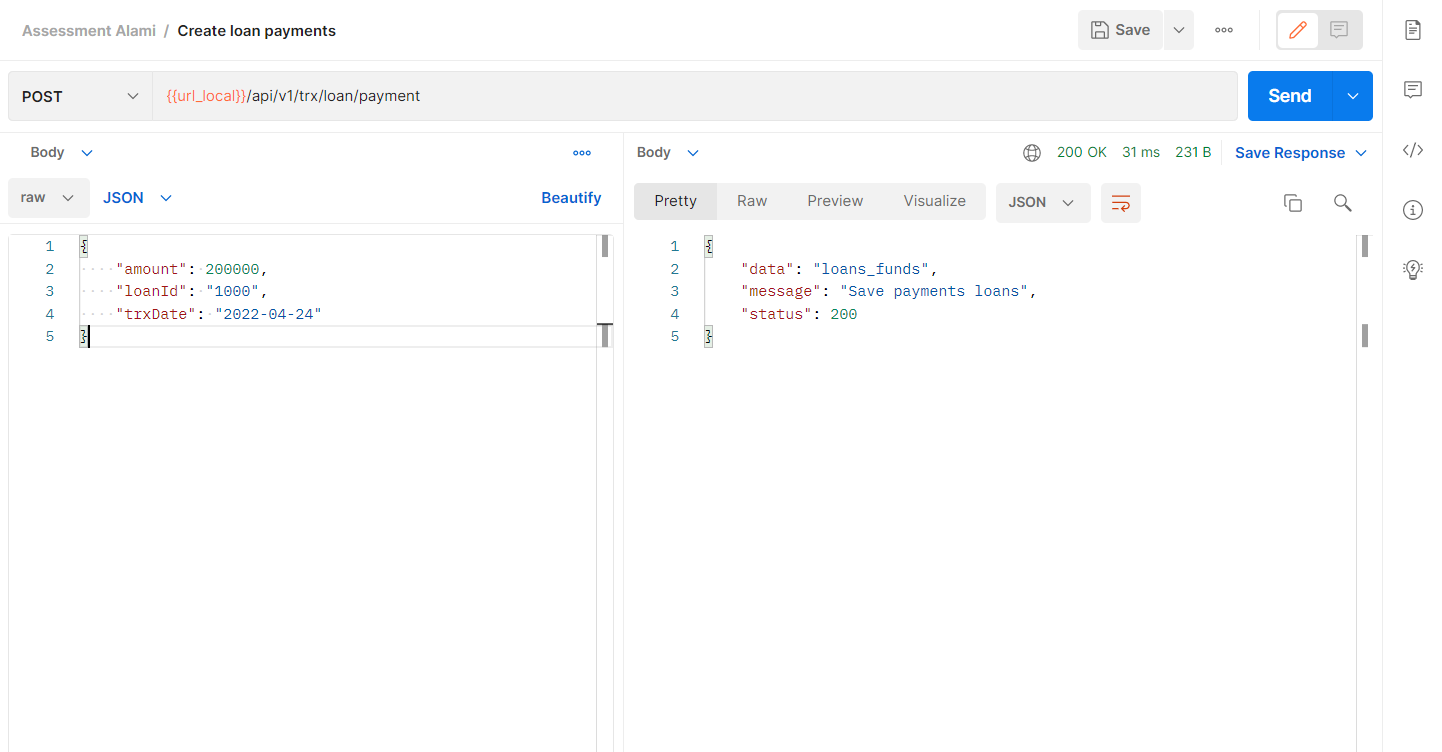 Assessment Alami / Create loan payments
Save
POST
{{url_local}}/api/v1/trx/loan/payment
Send
Body
raw
JSON
Beautify
1 {
2 "amount": 200000,
3 "loanId": "1000",
4 "trxDate": "2022-04-24"
5 }
Body
200 OK 31 ms 231 B Save Response
Pretty Raw Preview Visualize JSON
1 {
2 "data": "loans_funds",
3 "message": "Save payments loans",
4 "status": 200
5 }